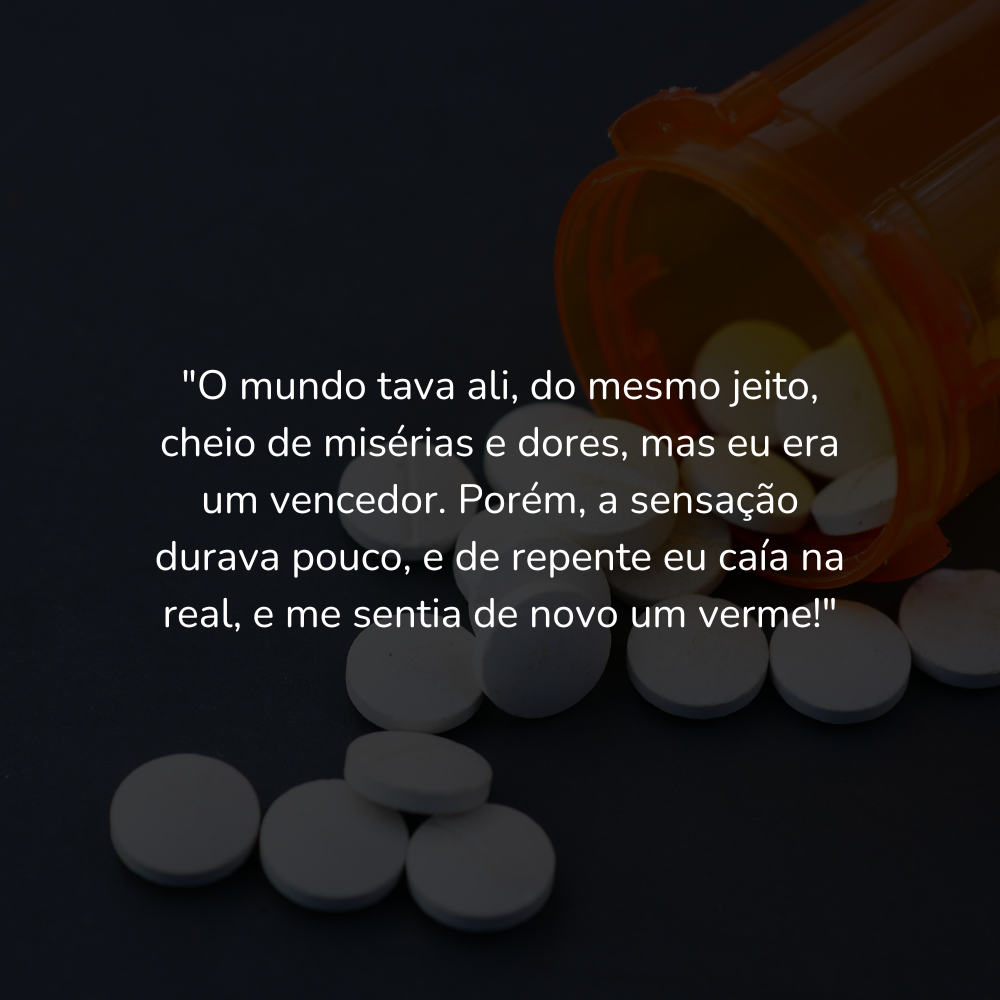 "O mundo tava ali, do mesmo jeito,
cheio de misérias e dores, mas eu era
um vencedor. Porém, a sensação
durava pouco, e de repente eu caía na
real, e me sentia de novo um verme!"